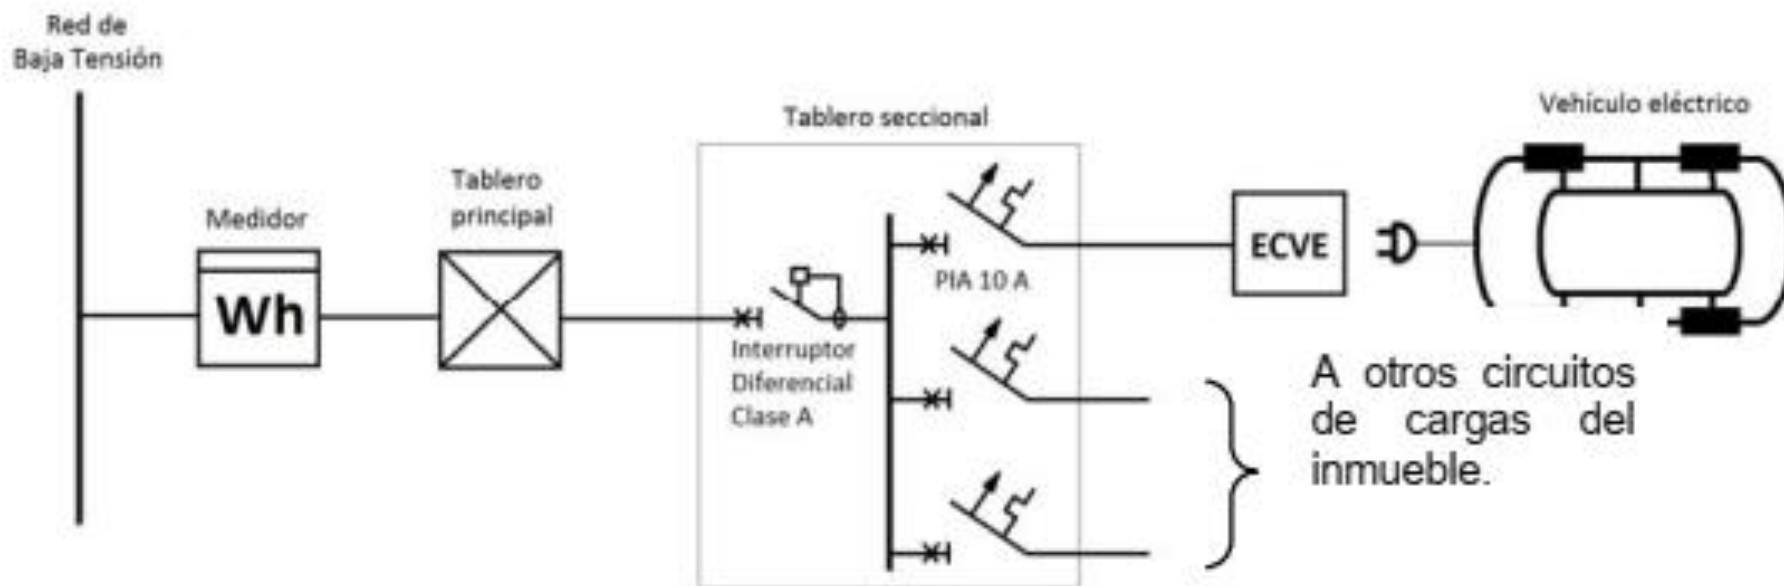 Red de
Baja Tensión
Medidor
Wh
Tablero
principal
Tablero seccional
Interruptor
Diferencial
Clase A
PIA 10 A
ECVE
Vehículo eléctrico
A otros circuitos
de cargas del
inmueble.